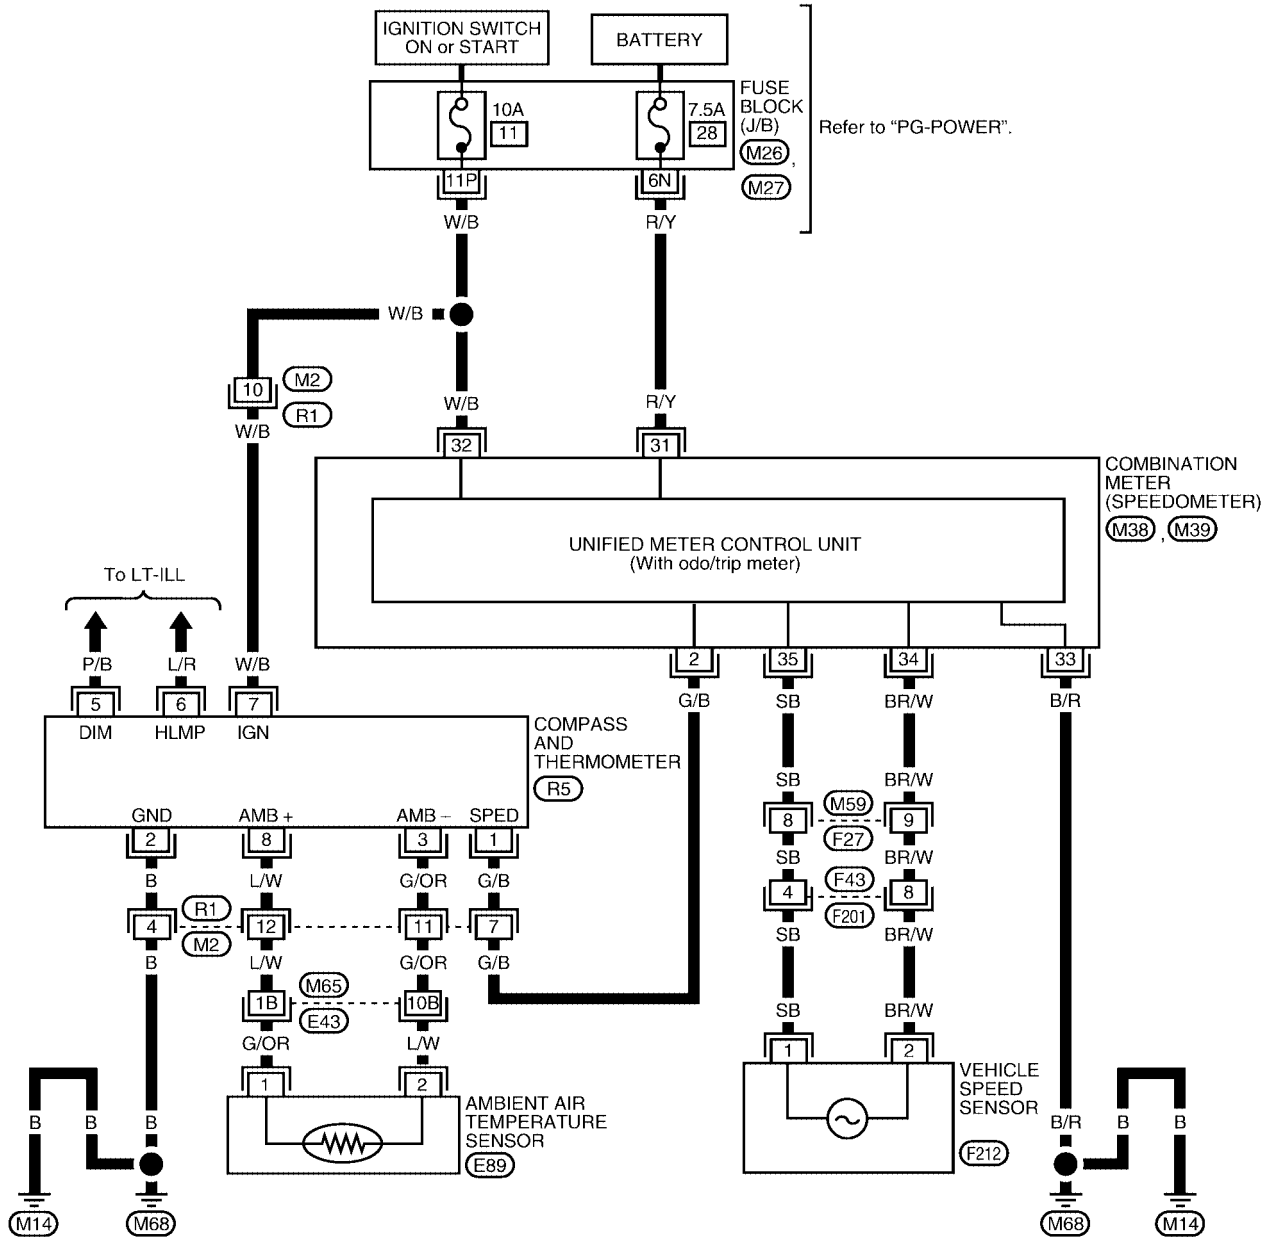 IGNITION SWITCH
ON or START
BATTERY
10A
11
7.5A
28
FUSE
BLOCK
(J/B)
M26 ,
M27
Refer to “PG-POWER”.
11P
6N
W/B
R/Y
W/B
10
M2
R1
W/B
W/B
R/Y
32
31
COMBINATION
METER
(SPEEDOMETER)
M38 , M39
UNIFIED METER CONTROL UNIT
(With odo/trip meter)
To LT-ILL
P/B
L/R
W/B
5
6
7
DIM
HLMP
IGN
2
35
34
33
G/B
SB
BR/W
B/R
COMPASS
AND
THERMOMETER
R5
GND
AMB +
AMB −
SPED
2
8
3
1
B
L/W
G/OR
G/B
R1
4
12
11
7
M2
B
L/W
G/OR
G/B
M65
1B
10B
E43
G/OR
L/W
1
2
AMBIENT AIR
TEMPERATURE
SENSOR
E89
SB
BR/W
M59
8
9
F27
SB
BR/W
F43
4
8
F201
SB
BR/W
SB
BR/W
1
2
VEHICLE
SPEED
SENSOR
F212
B
B
B
M14
M68
B/R
B
B
M68
M14